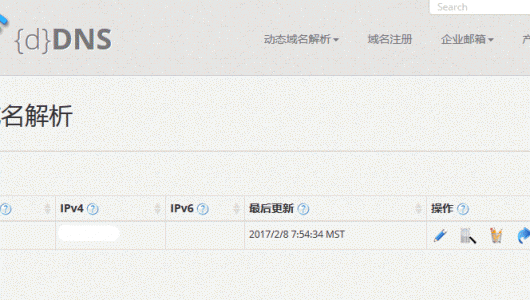 Search
{d}DNS
动态域名解析 域名注册 企业邮箱
名解析
IPv4 IPv6 最后更新 操作
2017/2/8 7:54:34 MST